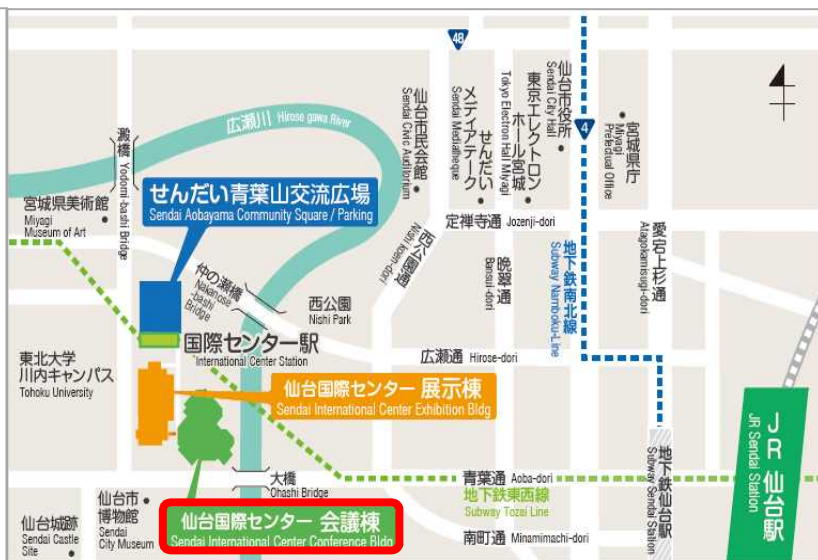 48
広瀬川 Hirose gawa River
仙台市民会館
Sendai Civic Auditorium
せんだい
メディアテーク
Sendai Mediatheque
東京エレクトロン
ホール宮城
Tokyo Electron Hall Miyagi
仙台市役所
Sendai City Hall
4
宮城県庁
Miyagi
Prefectual Office
澱橋 Yodomi-bashi Bridge
せんだい青葉山交流広場
Sendai Aobayama Community Square / Parking
宮城県美術館
Miyagi
Museum of Art
定禅寺通 Jozenji-dori
西公園通
Nishi koen-dori
晩翠通
Bansui-dori
地下鉄南北線
Subway Namboku-Line
愛宕上杉通
Atagokamisugi-dori
仲の瀬橋
Nakanose
-bashi
Bridge
西公園
Nishi Park
国際センター駅
International Center Station
広瀬通 Hirose-dori
東北大学
川内キャンパス
Tohoku University
仙台国際センター 展示棟
Sendai International Center Exhibition Bldg
JR 仙台駅
JR Sendai Station
地下鉄仙台駅
Subway Sendai Station
大橋
Ohashi Bridge
青葉通 Aoba-dori
地下鉄東西線
Subway Tozai Line
仙台市
博物館
Sendai
City Museum
仙台城跡
Sendai Castle
Site
仙台国際センター 会議棟
Sendai International Center Conference Bldg
南町通 Minamimachi-dori